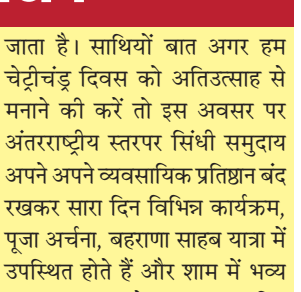 जाता है। साथियों बात अगर हम
चेट्रीचंड्र दिवस को अतिउत्साह से
मनाने की करें तो इस अवसर पर
अंतरराष्ट्रीय स्तरपर सिंधी समुदाय
अपने अपने व्यवसायिक प्रतिष्ठान बंद
रखकर सारा दिन विभिन्न कार्यक्रम,
पूजा अर्चना, बहराणा साहब यात्रा में
उपस्थित होते हैं और शाम में भव्य